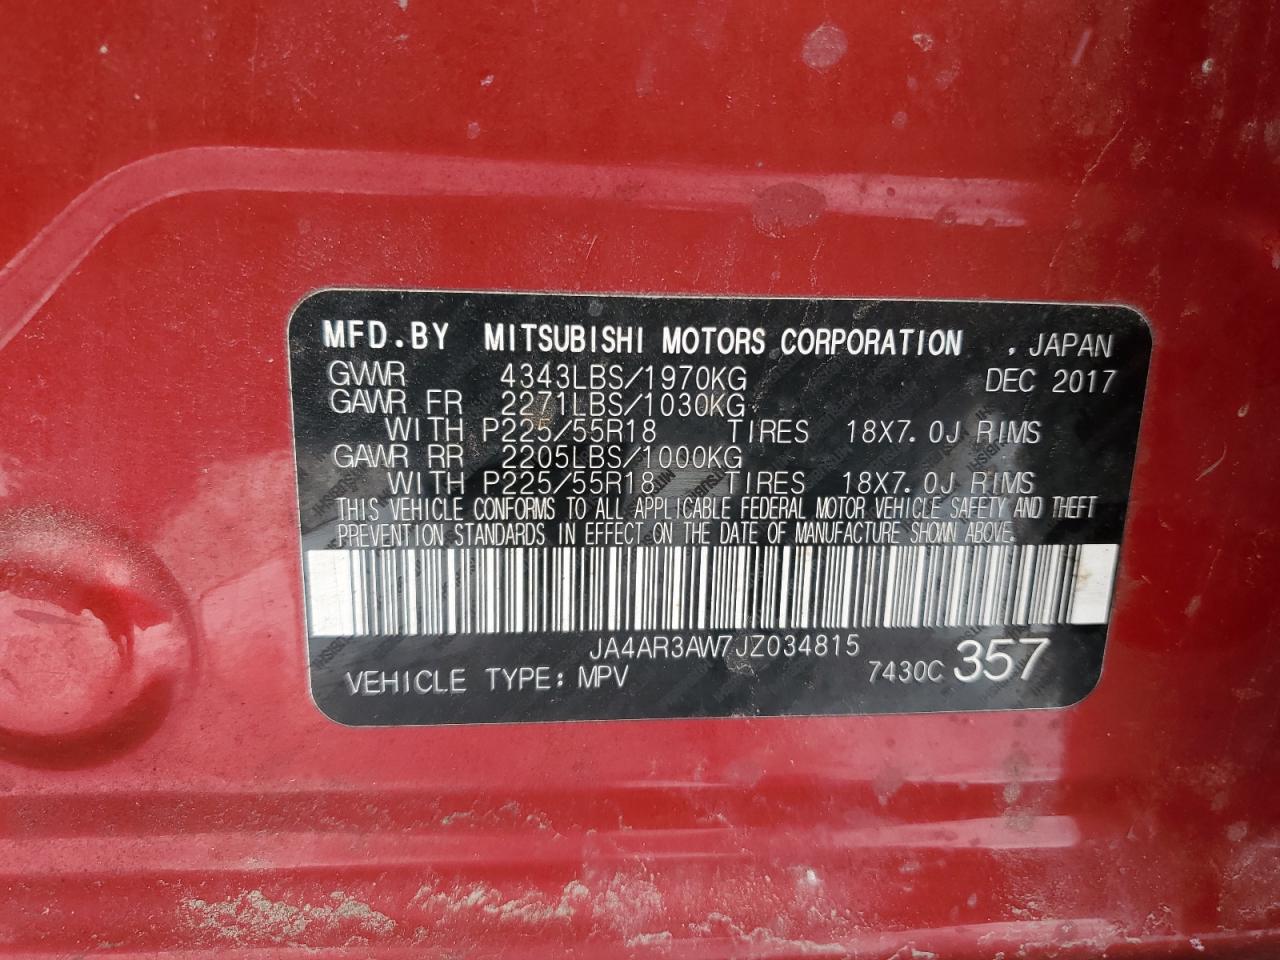 MFD.BY MITSUBISHI MOTORS CORPORATION , JAPAN
GVWR 4343LBS/1970KG DEC 2017
GAWR FR 2271LBS/1030KG
WITH P225/55R18 TIRES 18X7.0J RIMS
GAWR RR 2205LBS/1000KG
WITH P225/55R18 TIRES 18X7.0J RIMS
THIS VEHICLE CONFORMS TO ALL APPLICABLE FEDERAL MOTOR VEHICLE SAFETY AND THEFT
PREVENTION STANDARDS IN EFFECT ON THE DATE OF MANUFACTURE SHOWN ABOVE.
JA4AR3AW7JZ034815
VEHICLE TYPE: MPV 7430C 357